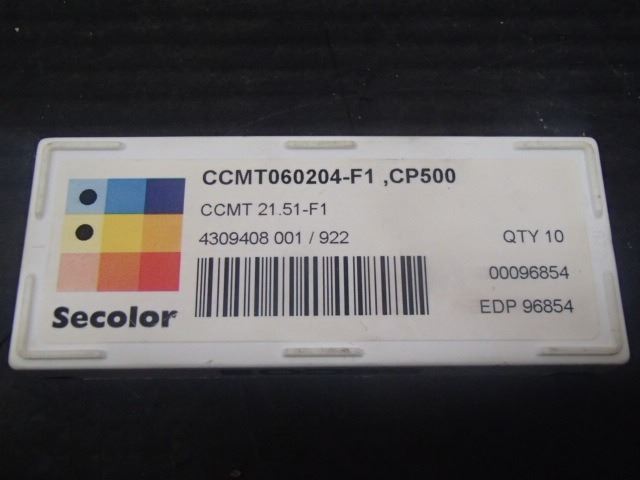 CCMT060204-F1 ,CP500
CCMT 21.51-F1
4309408 001 / 922
QTY 10
00096854
EDP 96854
Secolor